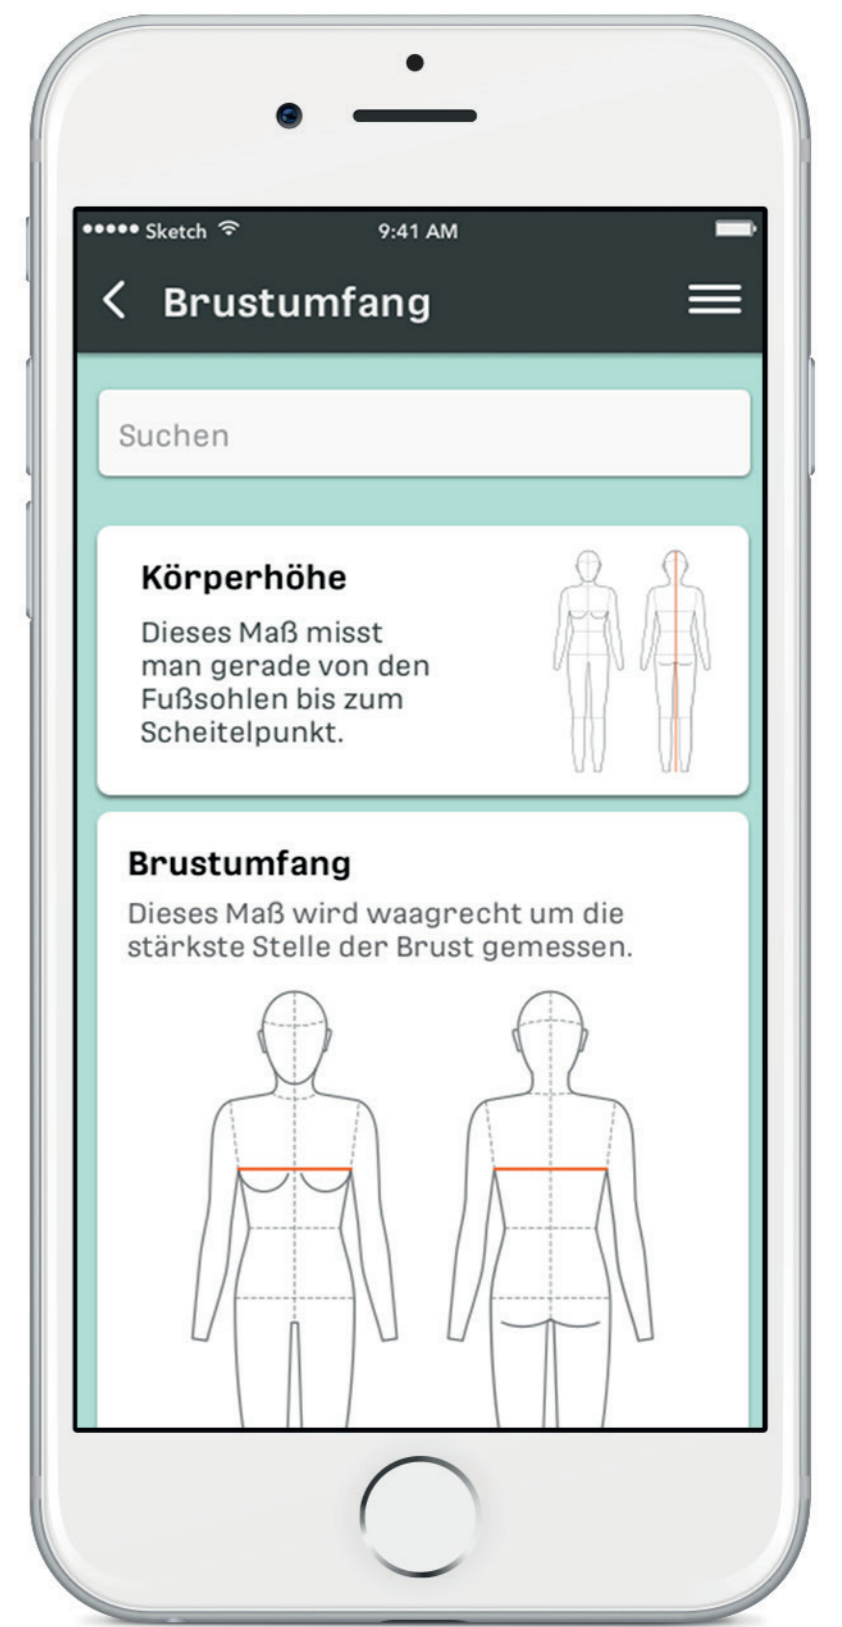 Sketch 9:41 AM
Brustumfang
Suchen
Körperhöhe
Dieses Maß misst
man gerade von den
Fußsohlen bis zum
Scheitelpunkt.
Brustumfang
Dieses Maß wird waagrecht um die
stärkste Stelle der Brust gemessen.